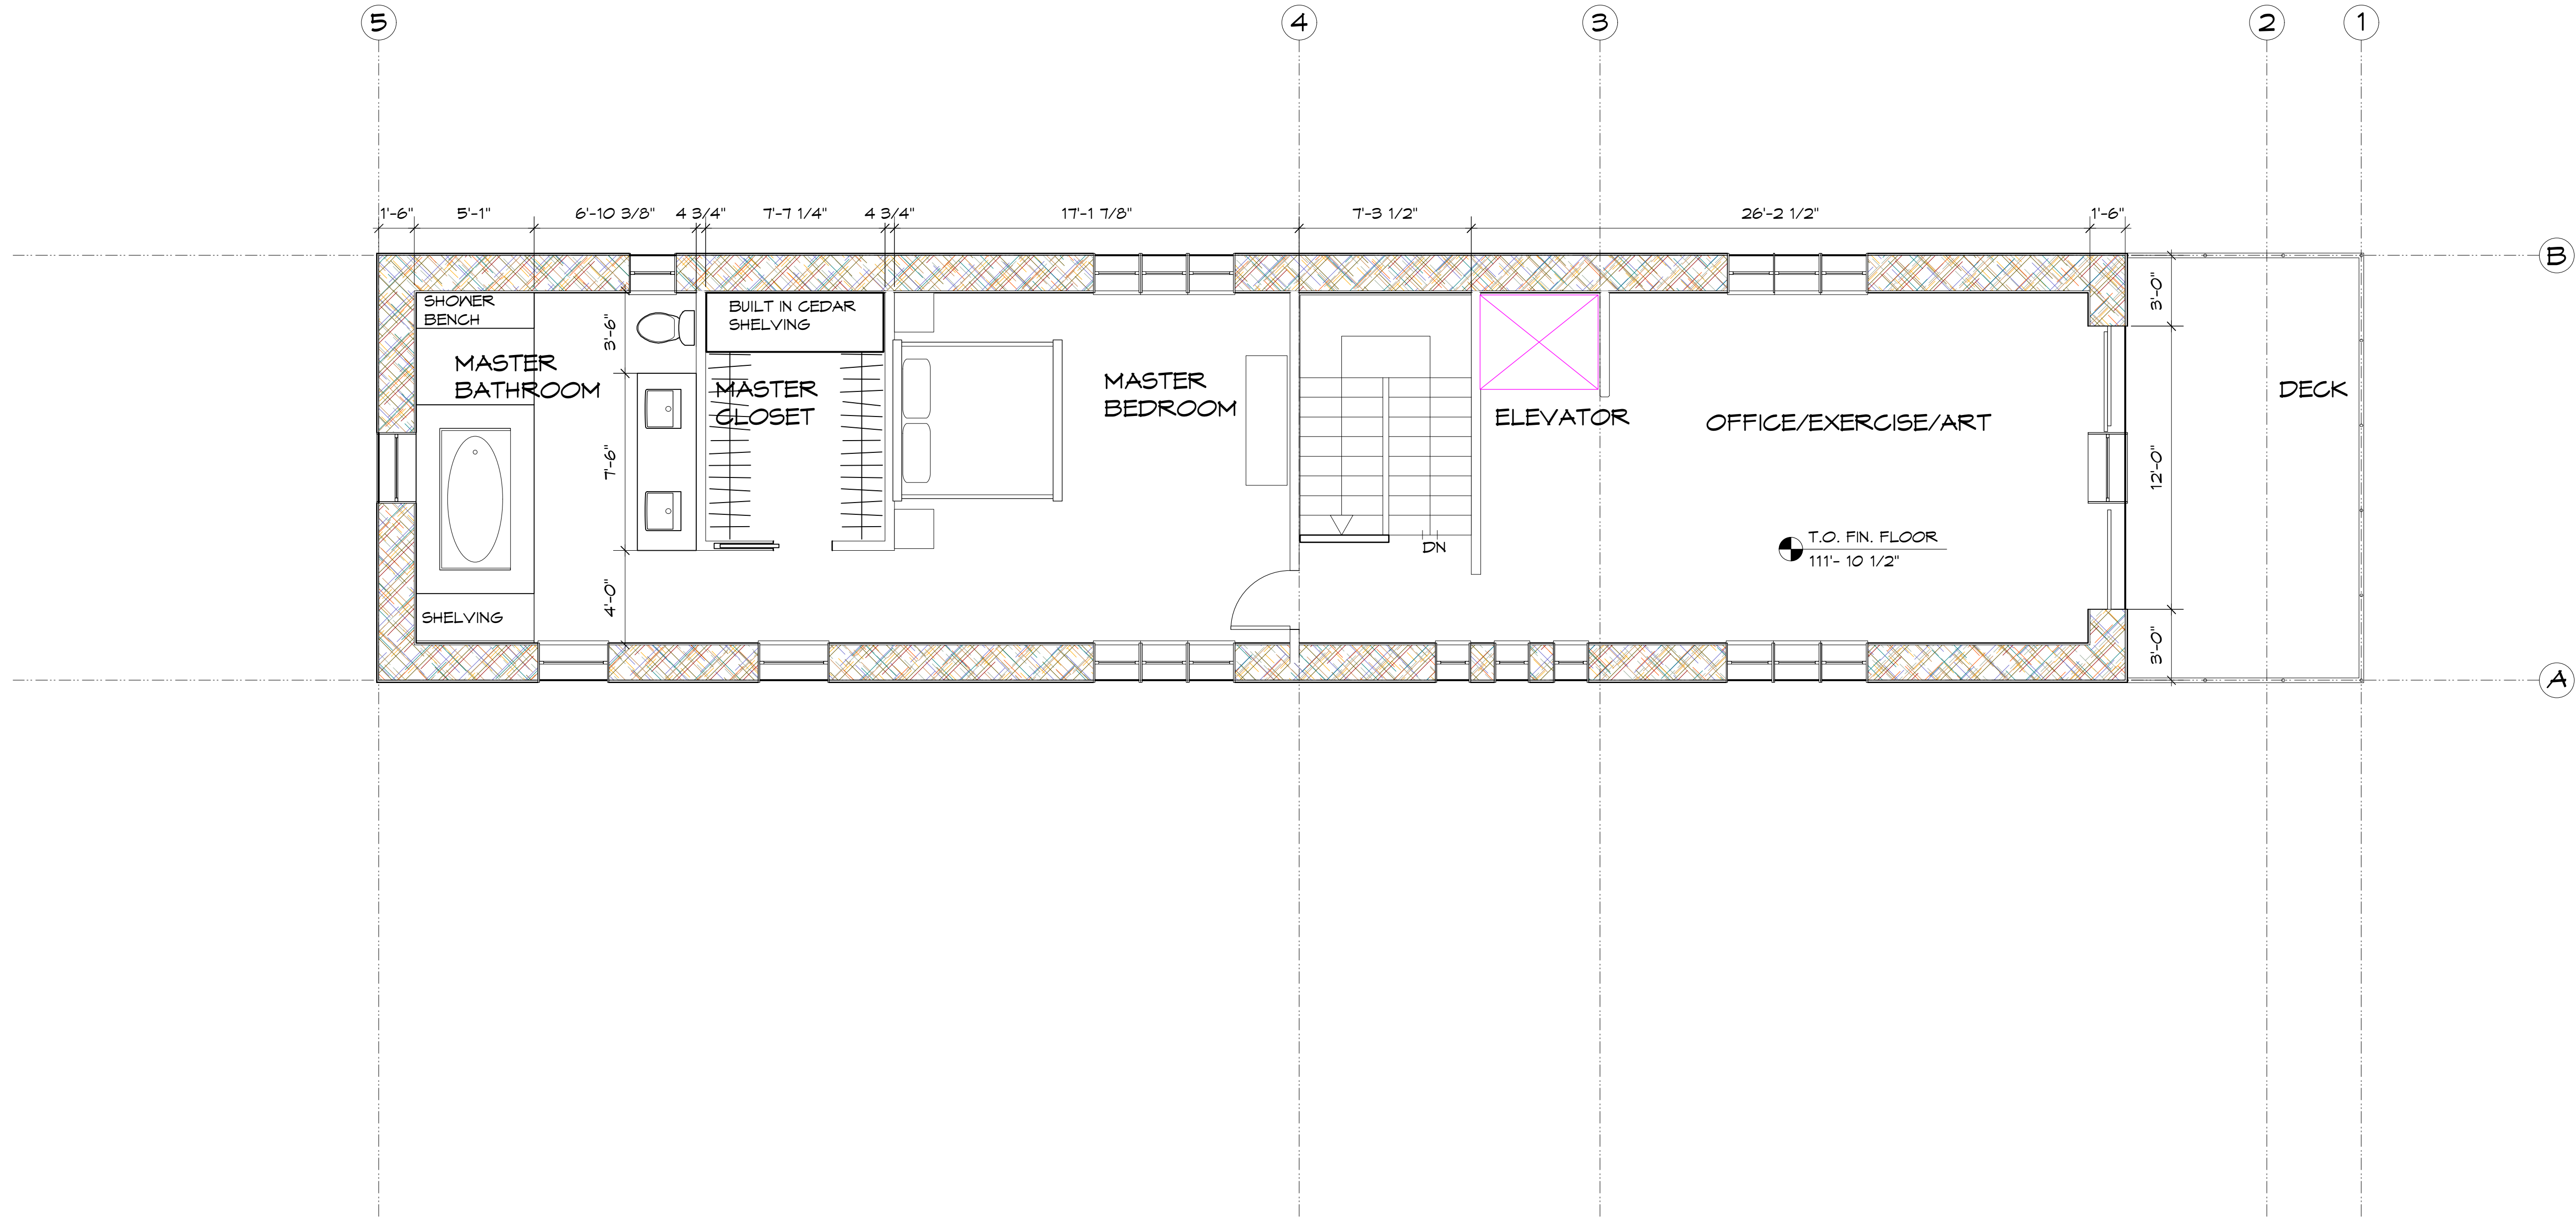 5
4
3
2
1
1'-6"
5'-1"
6'-10 3/8"
4 3/4"
7'-7 1/4"
4 3/4"
17'-1 7/8"
7'-3 1/2"
26'-2 1/2"
1'-6"
B
SHOWER
BENCH
BUILT IN CEDAR
SHELVING
3'-6"
3'-0"
MASTER
BATHROOM
MASTER
CLOSET
MASTER
BEDROOM
ELEVATOR
OFFICE/EXERCISE/ART
DECK
7'-6"
12'-0"
DN
T.O. FIN. FLOOR
111'- 10 1/2"
4'-0"
SHELVING
3'-0"
A